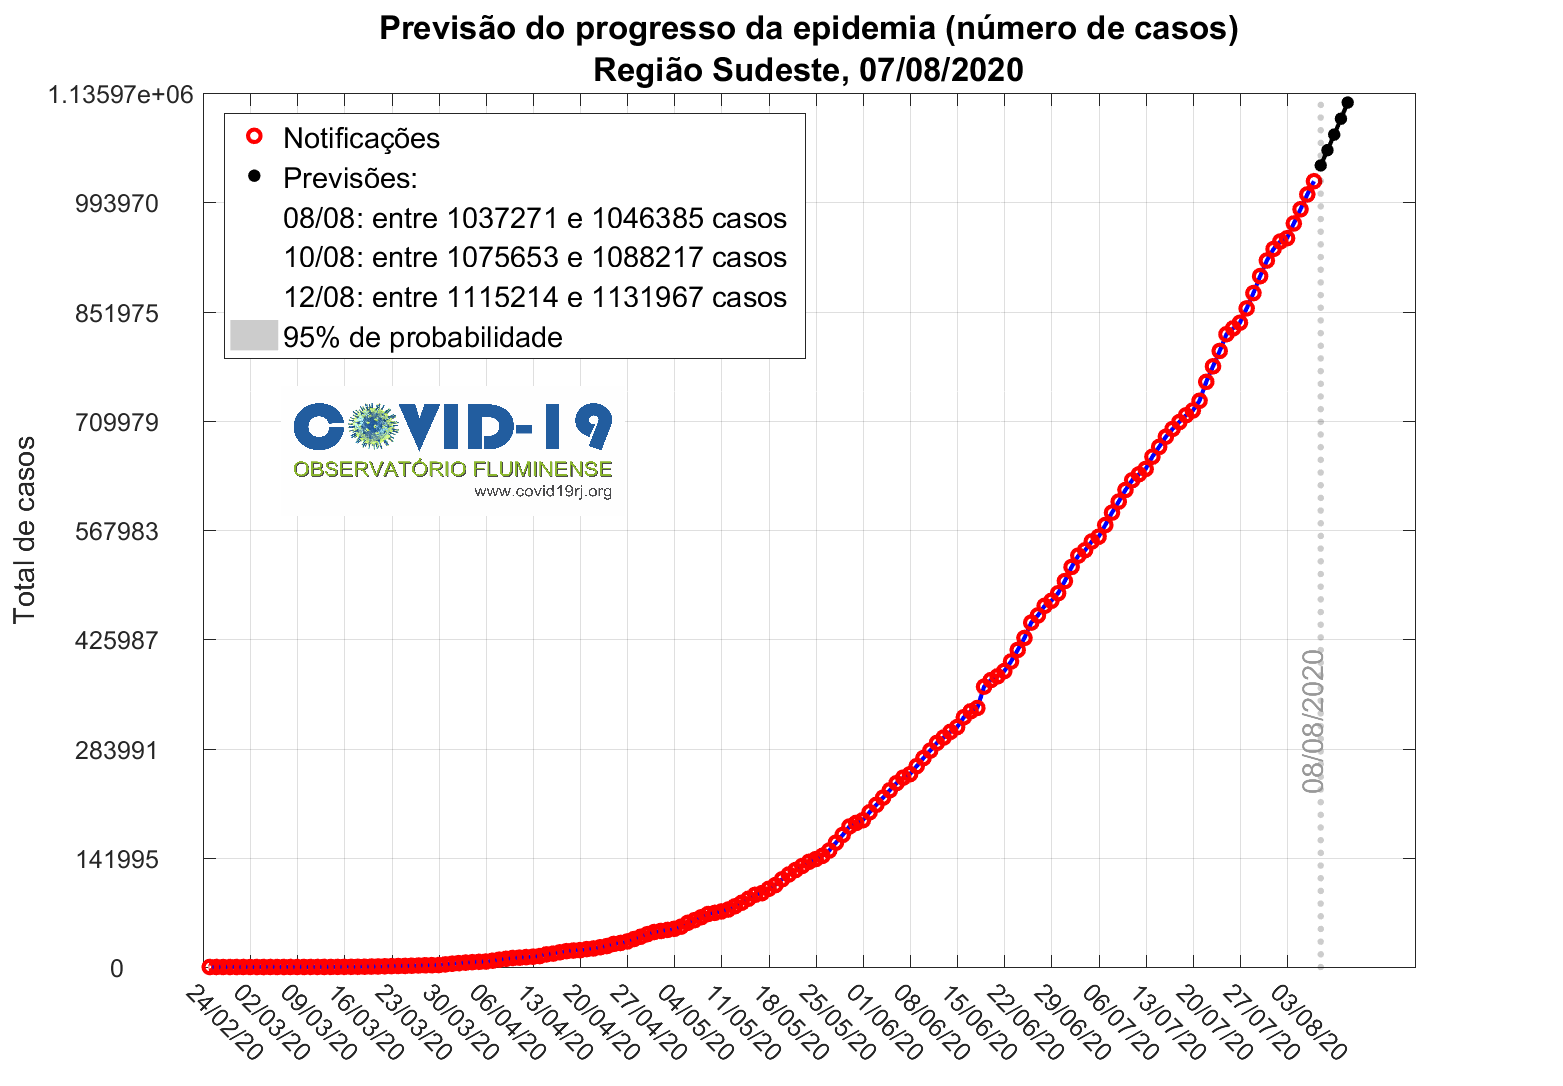 Previsão do progresso da epidemia (número de casos)
Região Sudeste, 07/08/2020
1.13597e+06
993970
851975
709979
567983
425987
283991
141995
0
Total de casos
Notificações
Previsões:
08/08: entre 1037271 e 1046385 casos
10/08: entre 1075653 e 1088217 casos
12/08: entre 1115214 e 1131967 casos
95% de probabilidade
COVID-19
OBSERVATÓRIO FLUMINENSE
www.covid19rj.org
08/08/2020
24/02/20
02/03/20
09/03/20
16/03/20
23/03/20
30/03/20
06/04/20
13/04/20
20/04/20
27/04/20
04/05/20
11/05/20
18/05/20
25/05/20
01/06/20
08/06/20
15/06/20
22/06/20
29/06/20
06/07/20
13/07/20
20/07/20
27/07/20
03/08/20